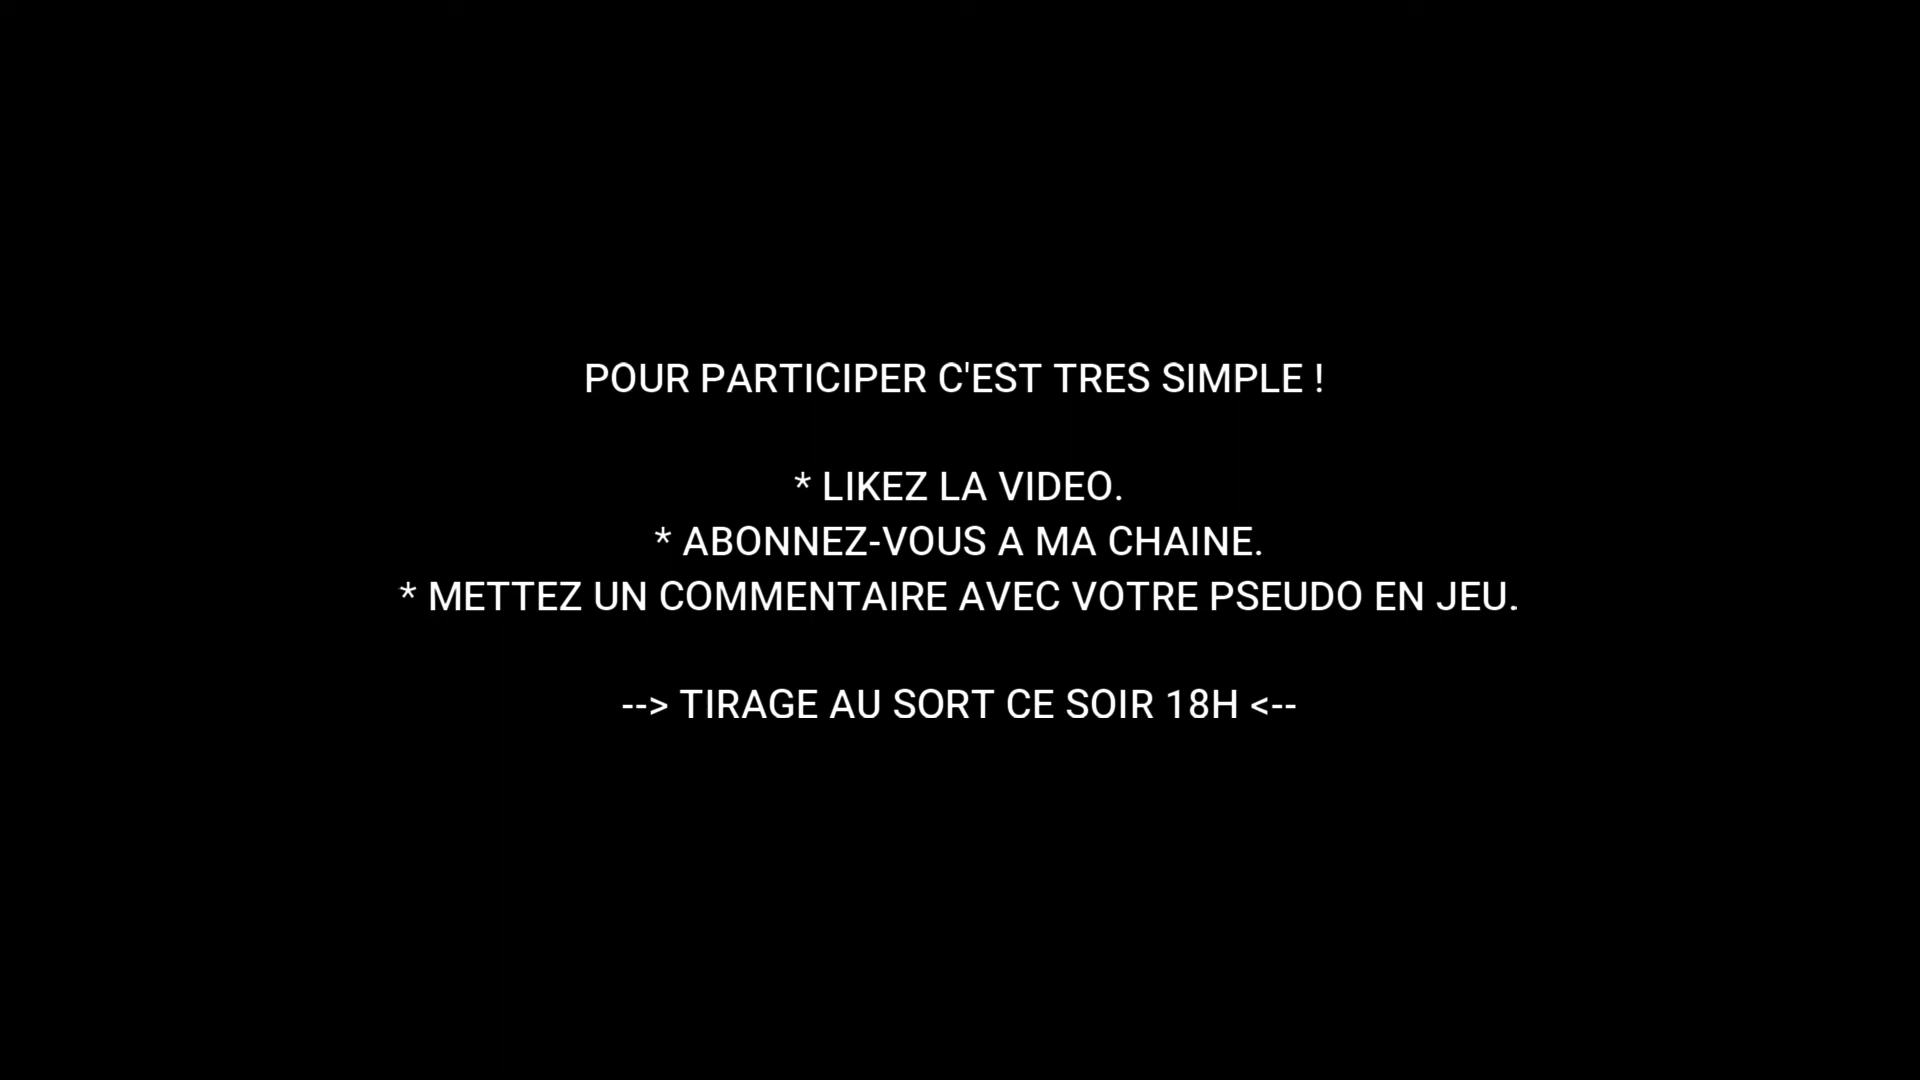 POUR PARTICIPER C'EST TRES SIMPLE !
* LIKEZ LA VIDEO.
* ABONNEZ-VOUS A MA CHAINE.
* METTEZ UN COMMENTAIRE AVEC VOTRE PSEUDO EN JEU.
--> TIRAGE AU SORT CE SOIR 18H <--